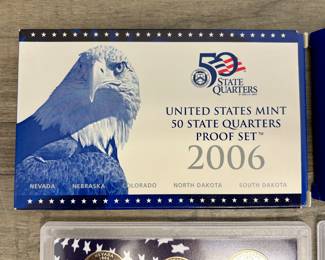 50
STATE
QUARTERS
UNITED STATES MINT
50 STATE QUARTERS
PROOF SET™
2006
NEVADA NEBRASKA COLORADO NORTH DAKOTA SOUTH DAKOTA
NEVADA